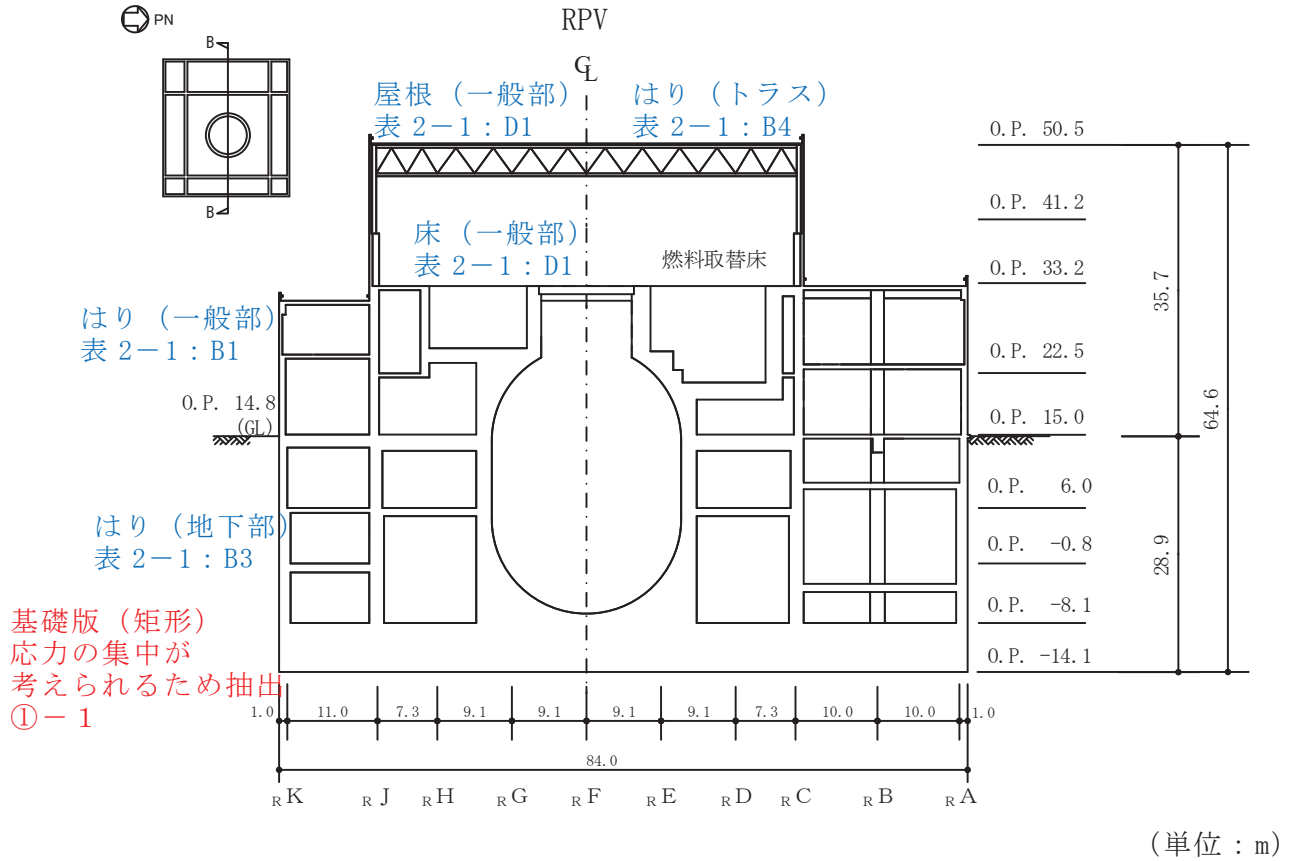 PN
RPV
B
B
C
L
屋根（一般部）
表 2－1：D1
はり（トラス）
表 2－1：B4
床（一般部）
表 2－1：D1
燃料取替床
はり（一般部）
表 2－1：B1
O.P. 14.8
(GL)
はり（地下部）
表 2－1：B3
基礎版（矩形）
応力の集中が
考えられるため抽出
①－1
O.P. 50.5
O.P. 41.2
O.P. 33.2
O.P. 22.5
O.P. 15.0
O.P. 6.0
O.P. -0.8
O.P. -8.1
O.P. -14.1
35.7
28.9
64.6
1.0 11.0 7.3 9.1 9.1 9.1 9.1 7.3 10.0 10.0 1.0
84.0
RK RJ RH RG RF RE RD RC RB RA
（単位：m）